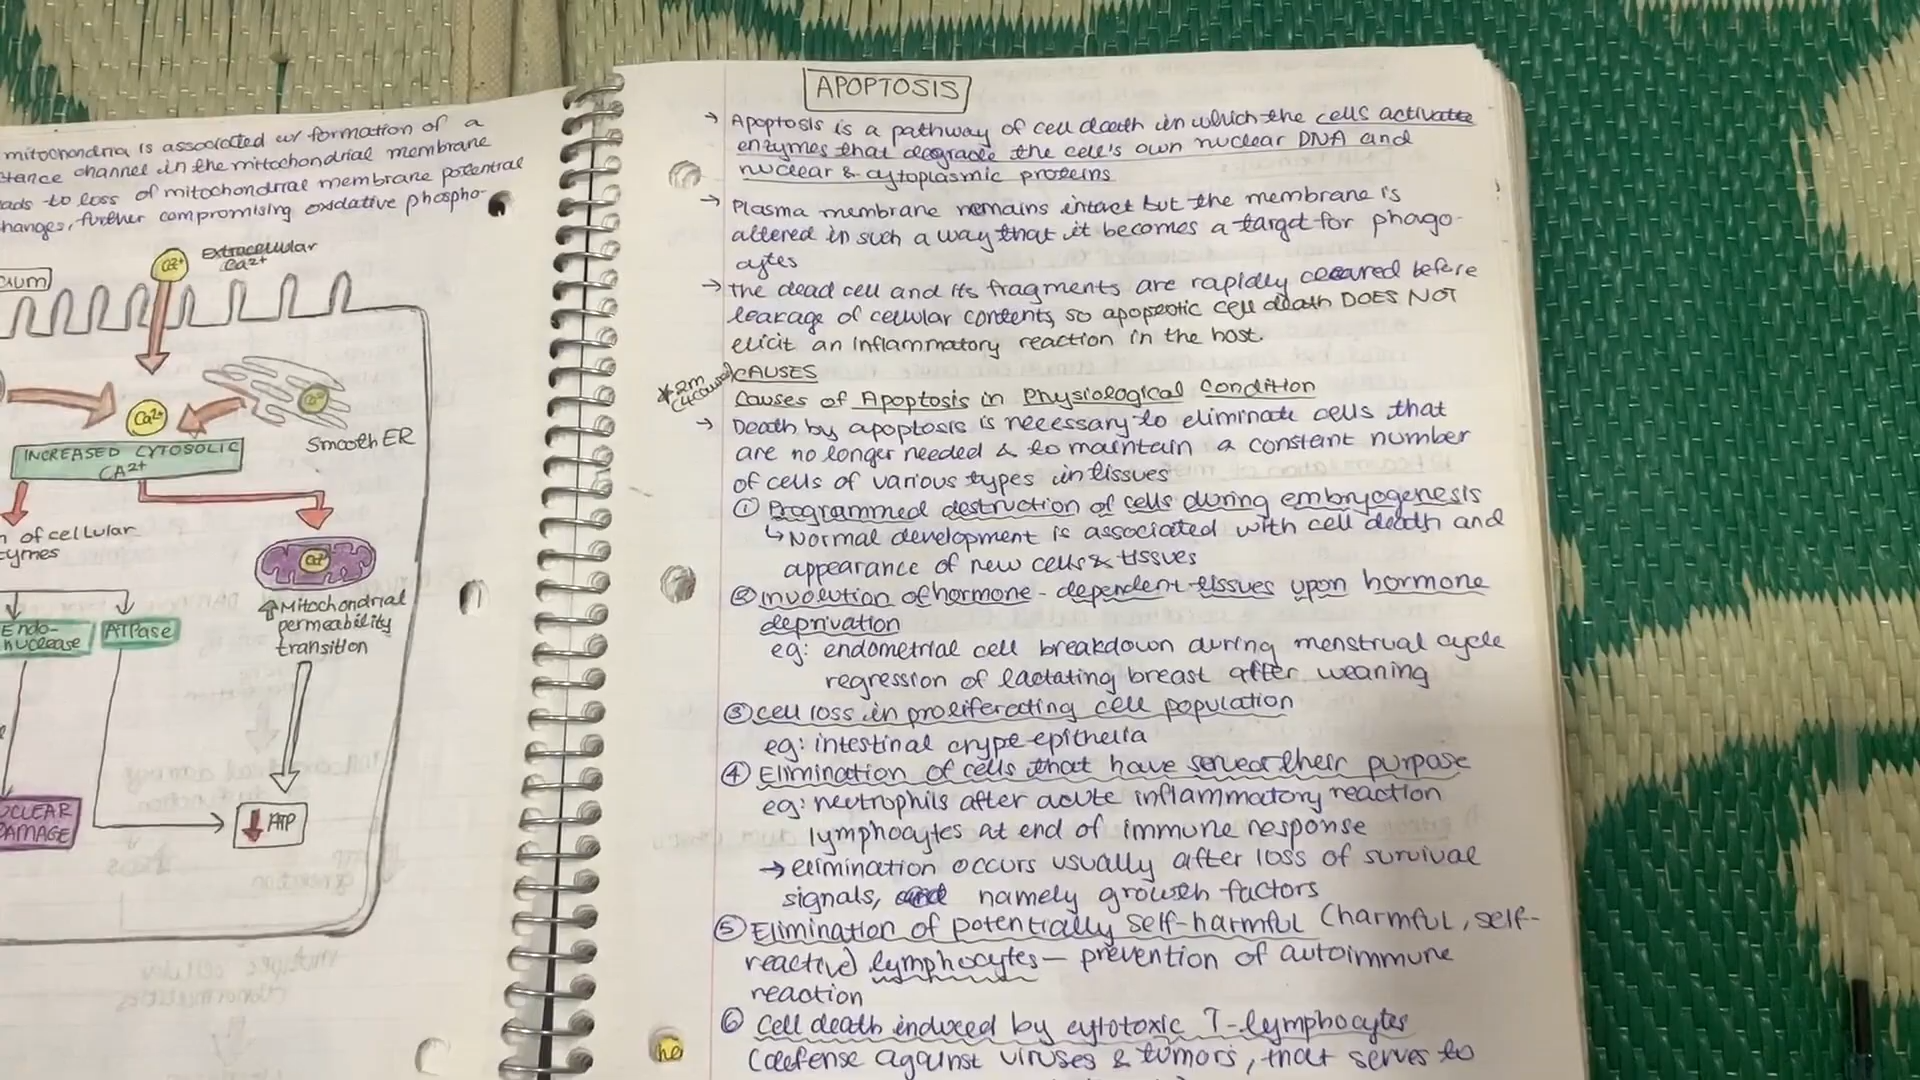 mitochondria is associated w/ formation of a
tance channel in the mitochondrial membrane
ads to loss of mitochondrial membrane potential
hanges, further compromising oxidative phospho-
Ca2+
Extracellular
Ca2+
Ca2+
Smooth ER
INCREASED CYTOSOLIC
CA2+
n of cellular
zymes
Endo-
nuclease
ATPase
↑Mitochondrial
permeability
transition
UCLEAR
DAMAGE
↓ ATP
APOPTOSIS
→ Apoptosis is a pathway of cell death in which the cells activate
enzymes that degrade the cell's own nuclear DNA and
nuclear & cytoplasmic proteins
→ Plasma membrane remains intact but the membrane is
altered in such a way that it becomes a target for phago-
cytes
→ the dead cell and its fragments are rapidly cleared before
leakage of cellular contents, so apoptotic cell death DOES NOT
elicit an inflammatory reaction in the host.
*2m
CAUSES
Causes of Apoptosis in Physiological Condition
→ Death by apoptosis is necessary to eliminate cells that
are no longer needed & to maintain a constant number
of cells of various types in tissues
① Programmed destruction of cells during embryogenesis
↳ Normal development is associated with cell death and
appearance of new cells & tissues
② involution of hormone-dependent tissues upon hormone
deprivation
eg: endometrial cell breakdown during menstrual cycle
regression of lactating breast after weaning
③ cell loss in proliferating cell population
eg: intestinal crypt epithelia
④ Elimination of cells that have served their purpose
eg: neutrophils after acute inflammatory reaction
lymphocytes at end of immune response
→ elimination occurs usually after loss of survival
signals, namely growth factors
⑤ Elimination of potentially self-harmful (harmful, self-
reactive) lymphocytes — prevention of autoimmune
reaction
⑥ Cell death induced by cytotoxic T-lymphocytes
(defense against viruses & tumors, that serves to